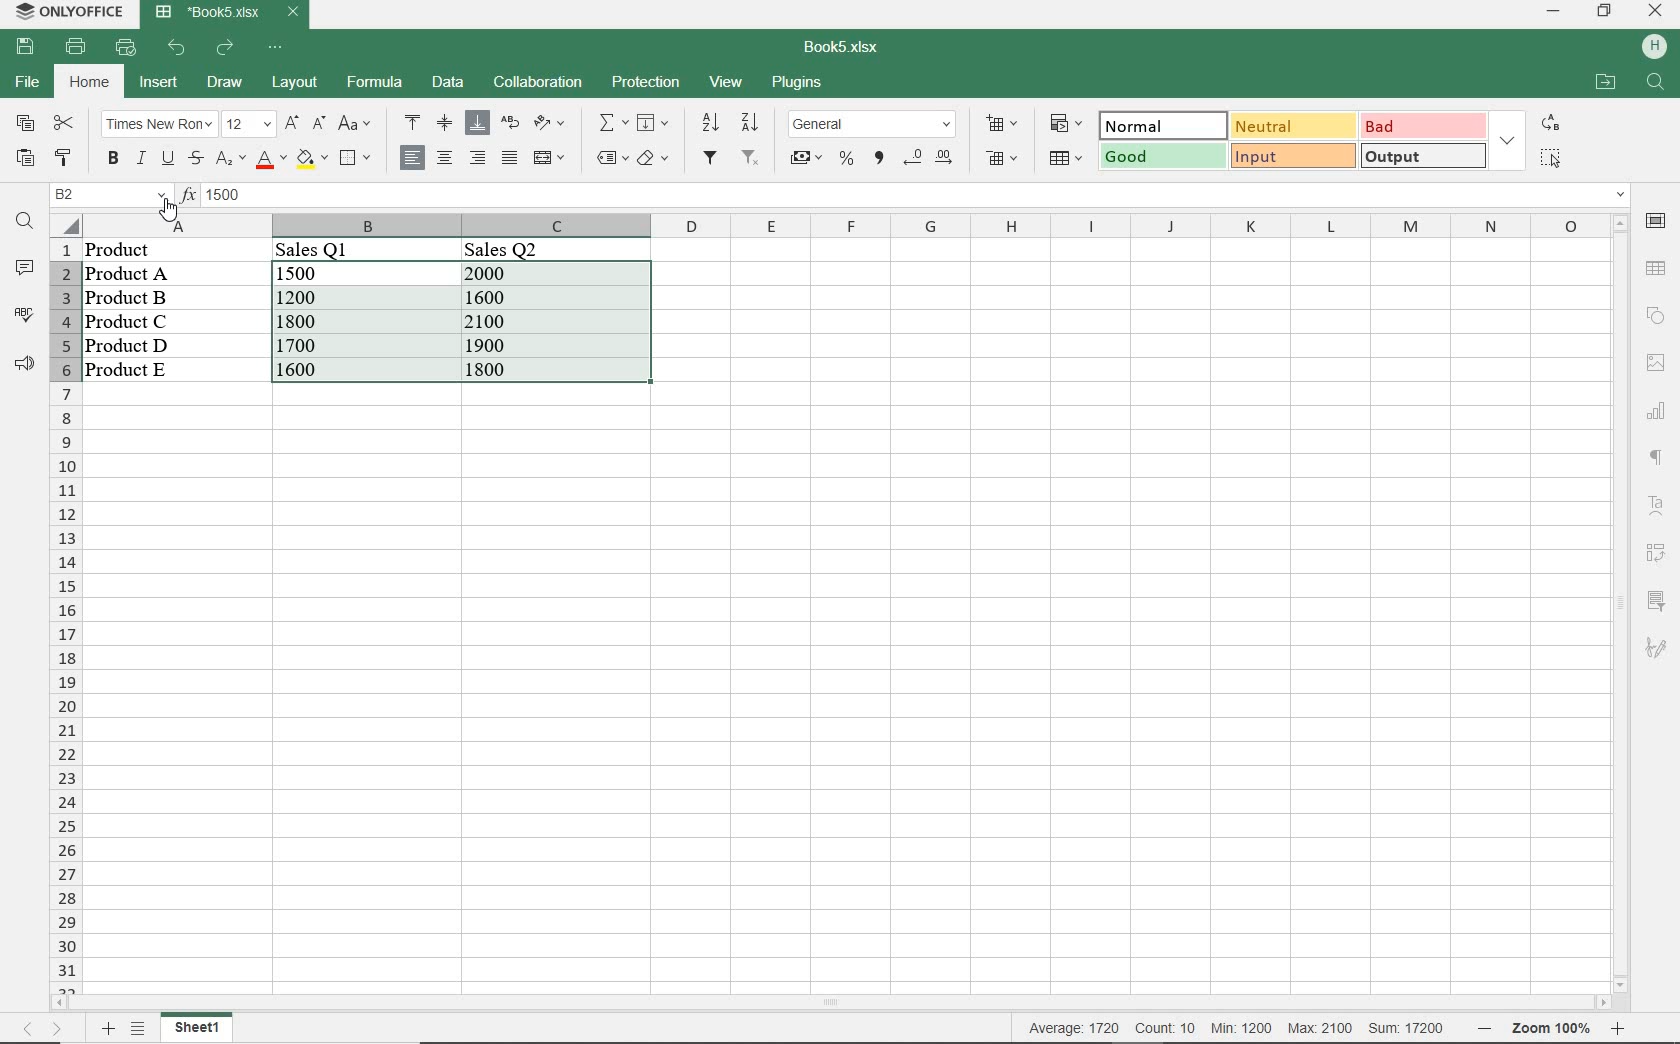 ONLYOFFICE *Book5.xlsx
Book5.xlsx H
File Home Insert Draw Layout Formula Data Collaboration Protection View Plugins
Times New Ron 12 Aa General Normal Neutral Bad
B I U S A₂ A % Good Input Output
B2 fx 1500
A B C D E F G H I J K L M N O
1 Product Sales Q1 Sales Q2
2 Product A 1500 2000
3 Product B 1200 1600
4 Product C 1800 2100
5 Product D 1700 1900
6 Product E 1600 1800
7
8
9
10
11
12
13
14
15
16
17
18
19
20
21
22
23
24
25
26
27
28
29
30
31
32
Sheet1 Average: 1720 Count: 10 Min: 1200 Max: 2100 Sum: 17200 Zoom 100%